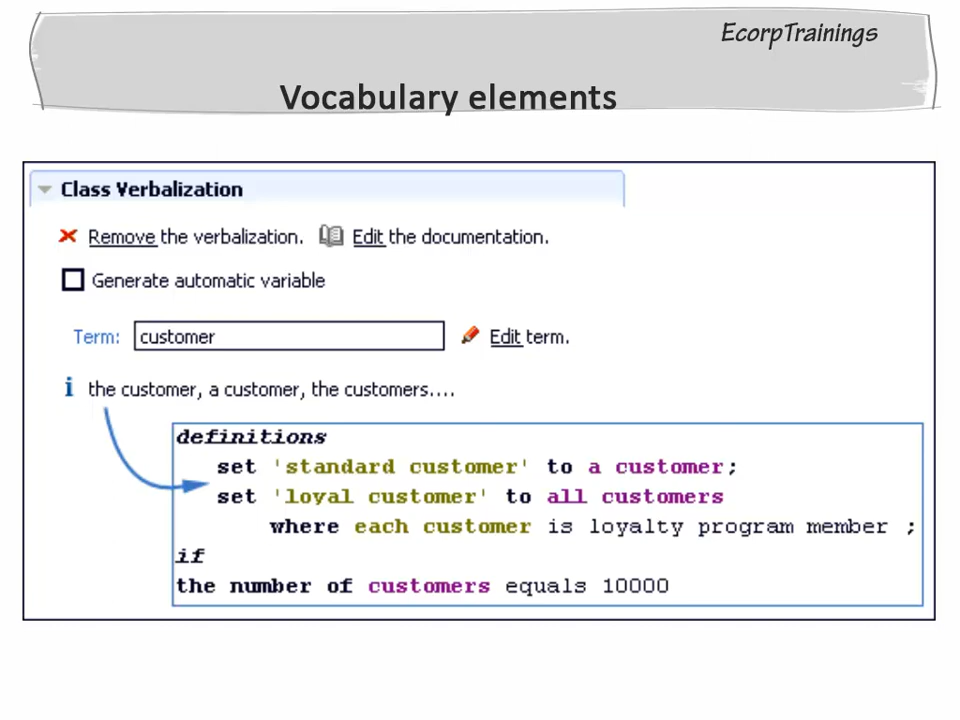 EcorpTrainings
Vocabulary elements
Class Verbalization
Remove the verbalization. Edit the documentation.
Generate automatic variable
Term: customer Edit term.
i the customer, a customer, the customers....
definitions
set 'standard customer' to a customer;
set 'loyal customer' to all customers
where each customer is loyalty program member ;
if
the number of customers equals 10000